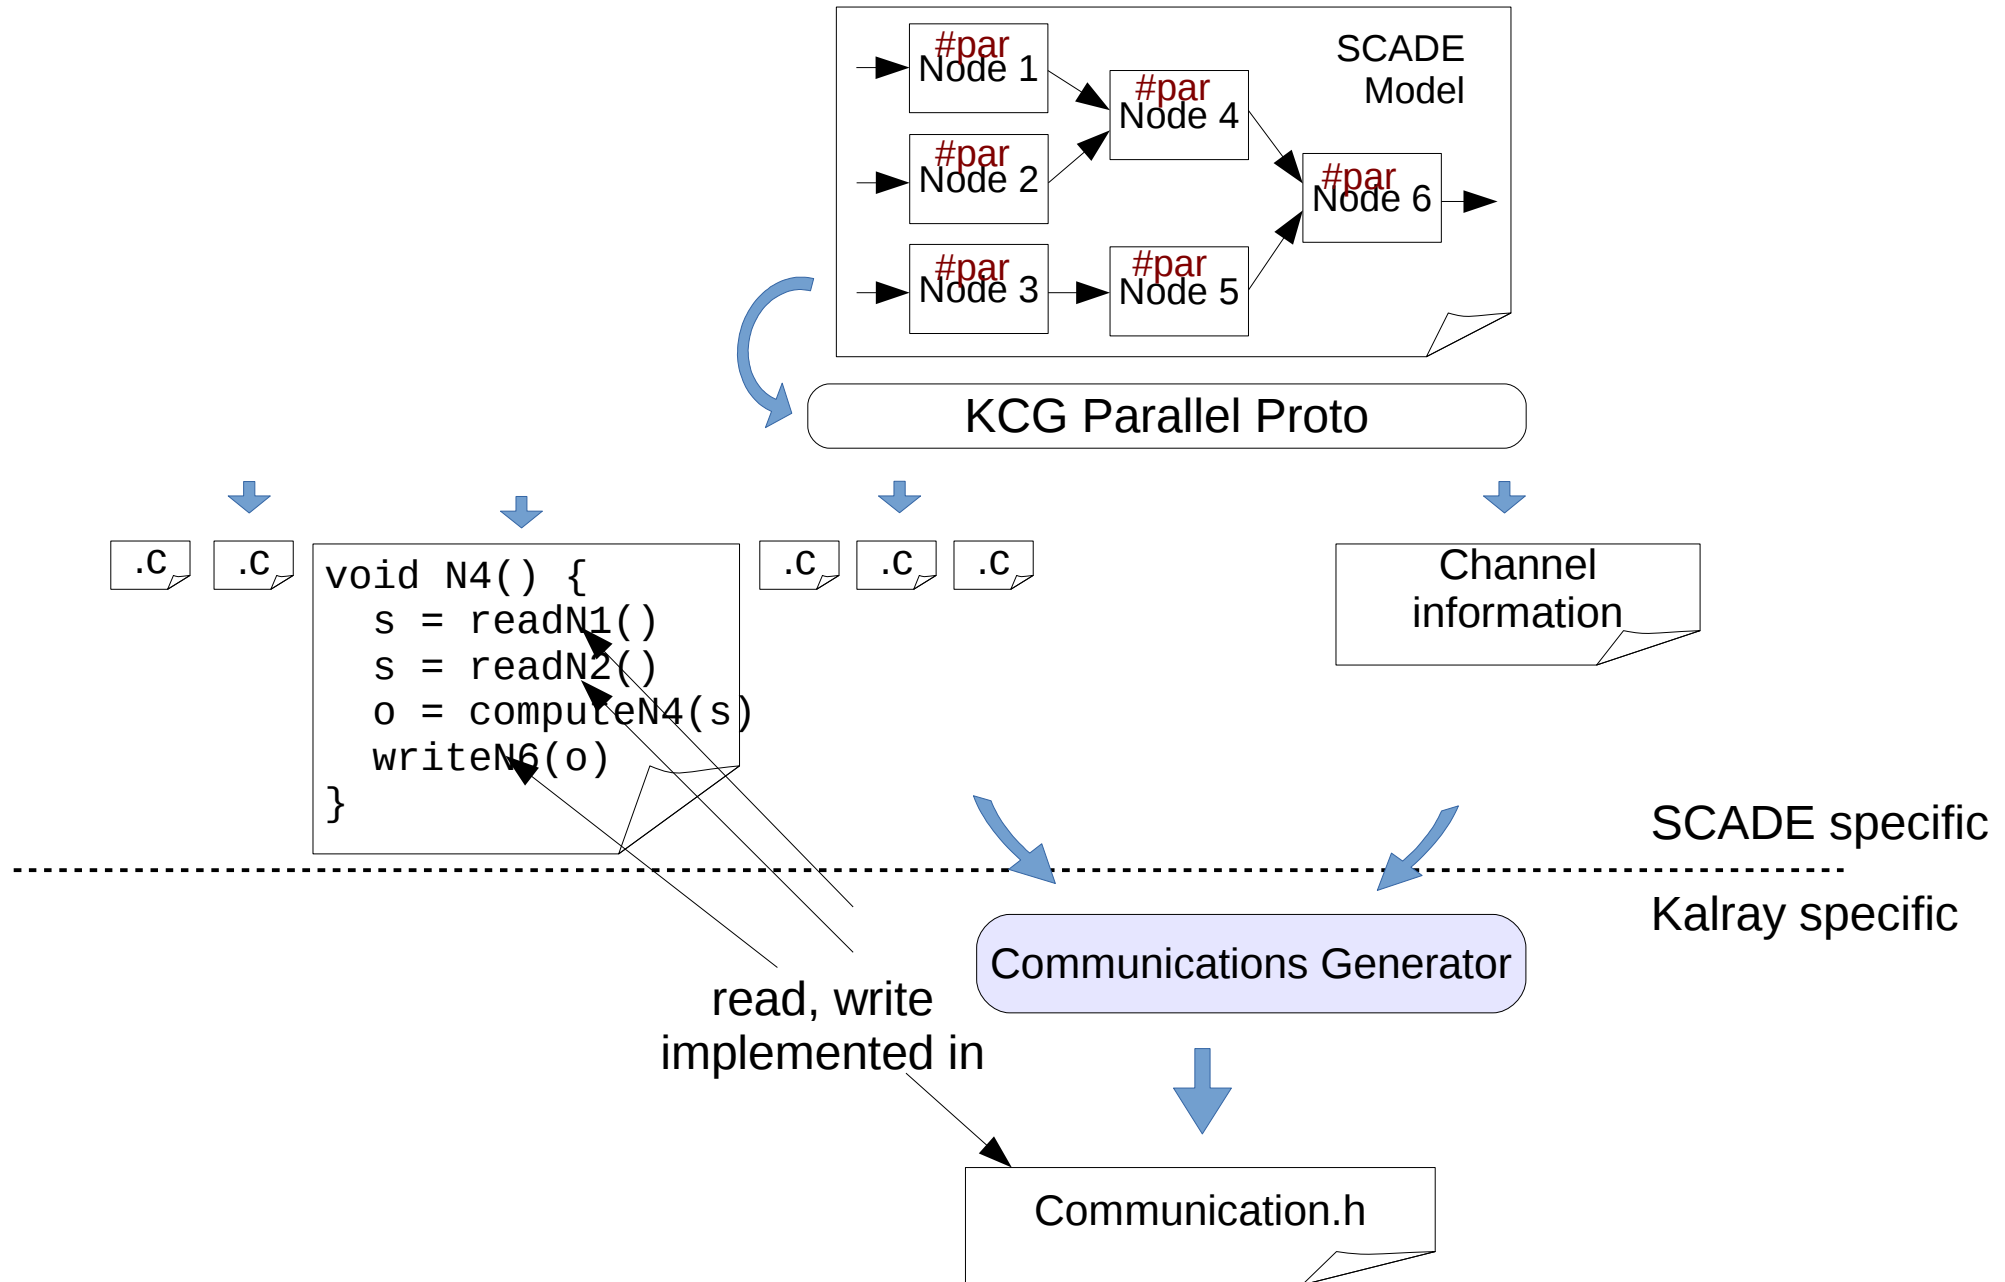 SCADE
Model
#par
Node 1
#par
Node 2
#par
Node 3
#par
Node 4
#par
Node 5
#par
Node 6
KCG Parallel Proto
.c
.c
void N4() {
  s = readN1()
  s = readN2()
  o = computeN4(s)
  writeN6(o)
}
.c
.c
.c
Channel
information
SCADE specific
Kalray specific
Communications Generator
read, write
implemented in
Communication.h